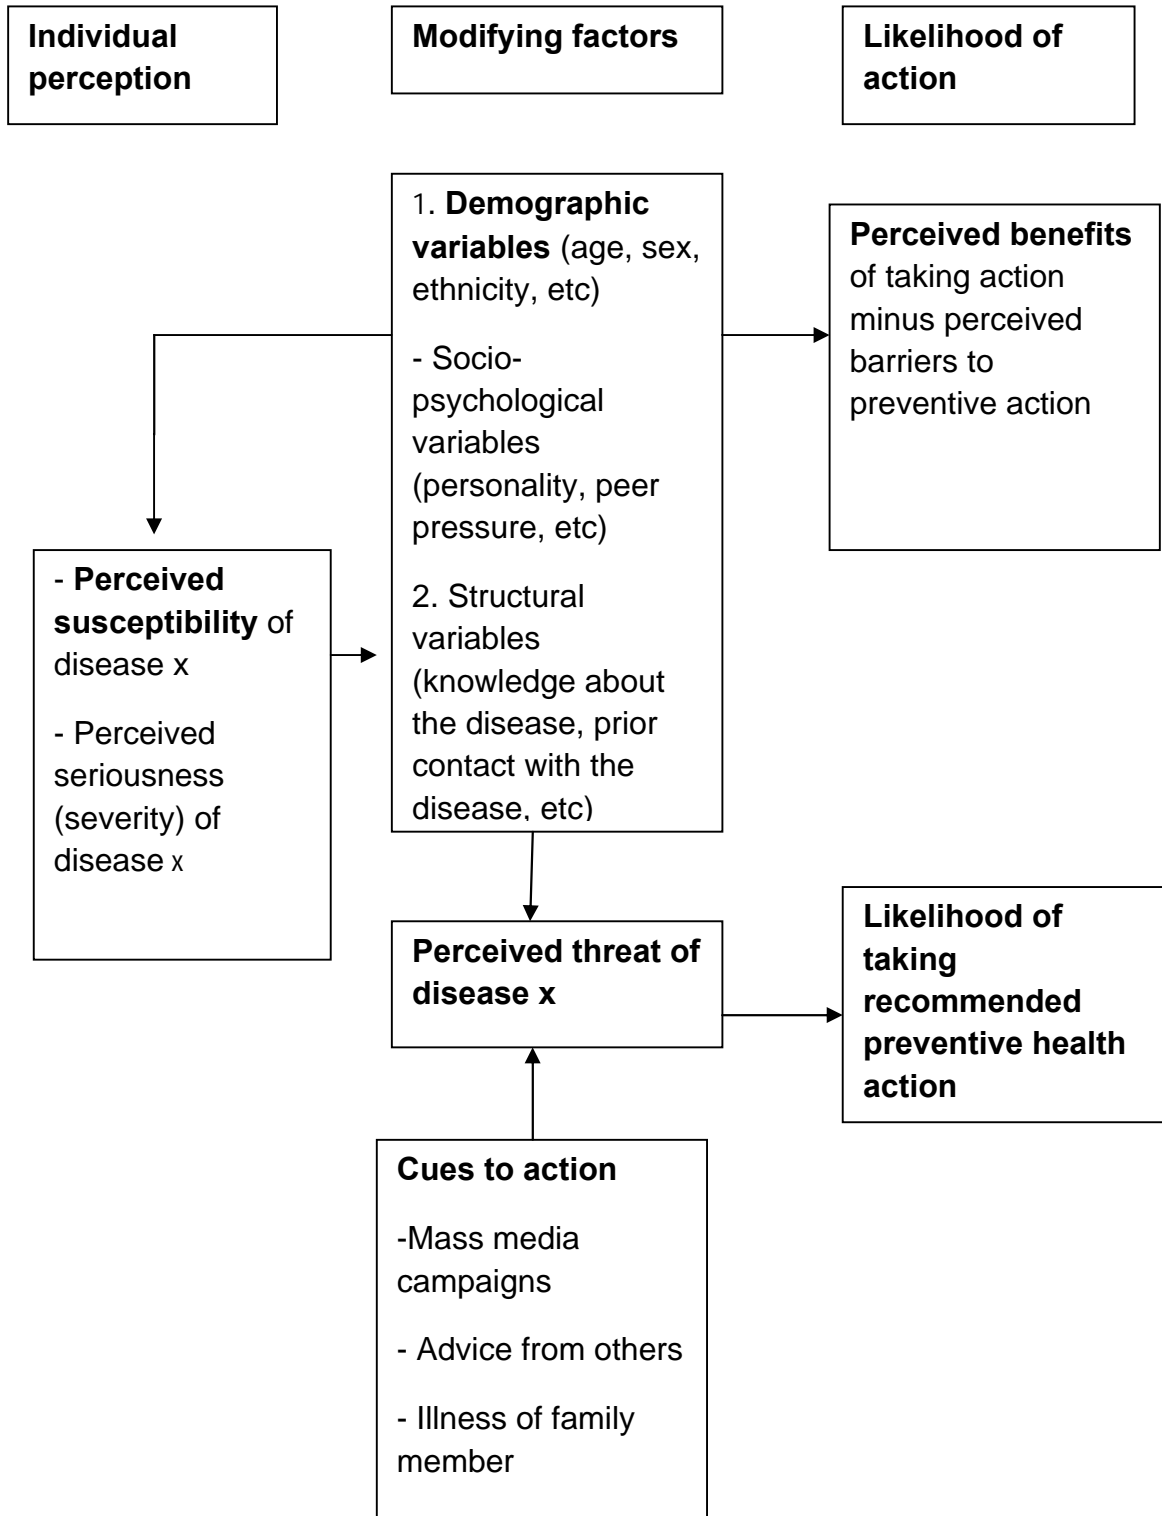 Individual
perception
Modifying factors
Likelihood of
action
1. Demographic
variables (age, sex,
ethnicity, etc)
- Socio-
psychological
variables
(personality, peer
pressure, etc)
2. Structural
variables
(knowledge about
the disease, prior
contact with the
disease, etc)
Perceived benefits
of taking action
minus perceived
barriers to
preventive action
- Perceived
susceptibility of
disease x
- Perceived
seriousness
(severity) of
disease x
Perceived threat of
disease x
Likelihood of
taking
recommended
preventive health
action
Cues to action
-Mass media
campaigns
- Advice from others
- Illness of family
member